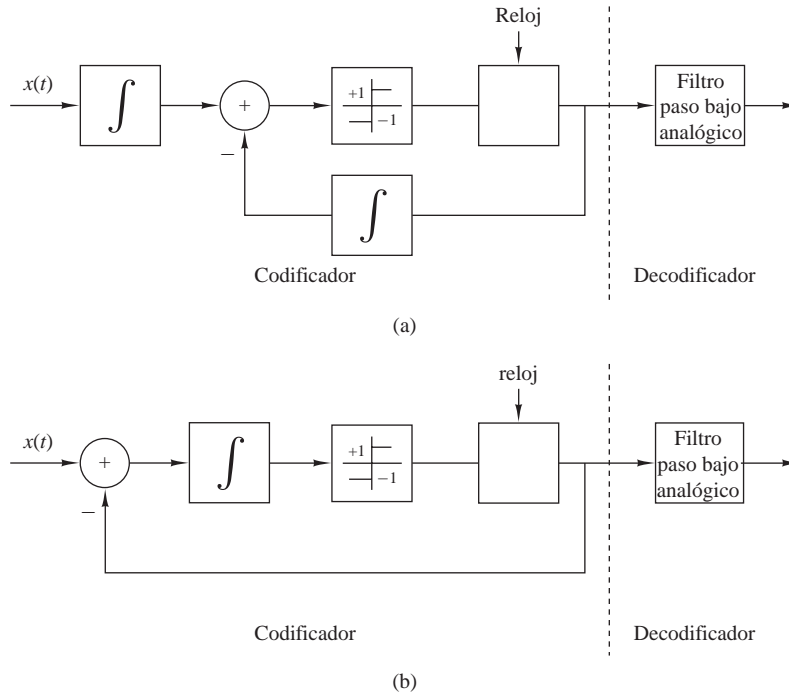 Reloj
x(t)
∫
+
+1
−1
Filtro
paso bajo
analógico
−
∫
Codificador
Decodificador
(a)
reloj
x(t)
+
∫
+1
−1
Filtro
paso bajo
analógico
−
Codificador
Decodificador
(b)